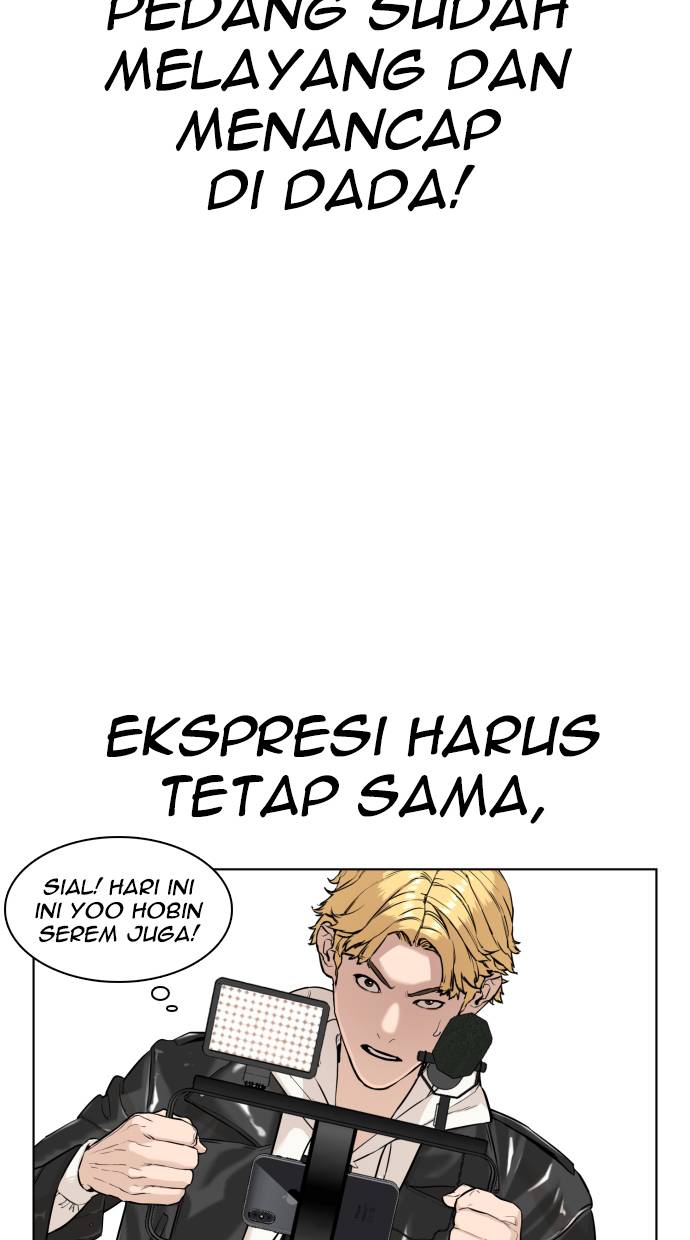 PEDANG SUDAH
MELAYANG DAN
MENANCAP
DI DADA!
EKSPRESI HARUS
TETAP SAMA,
SIAL! HARI INI
INI YOO HOBIN
SEREM JUGA!